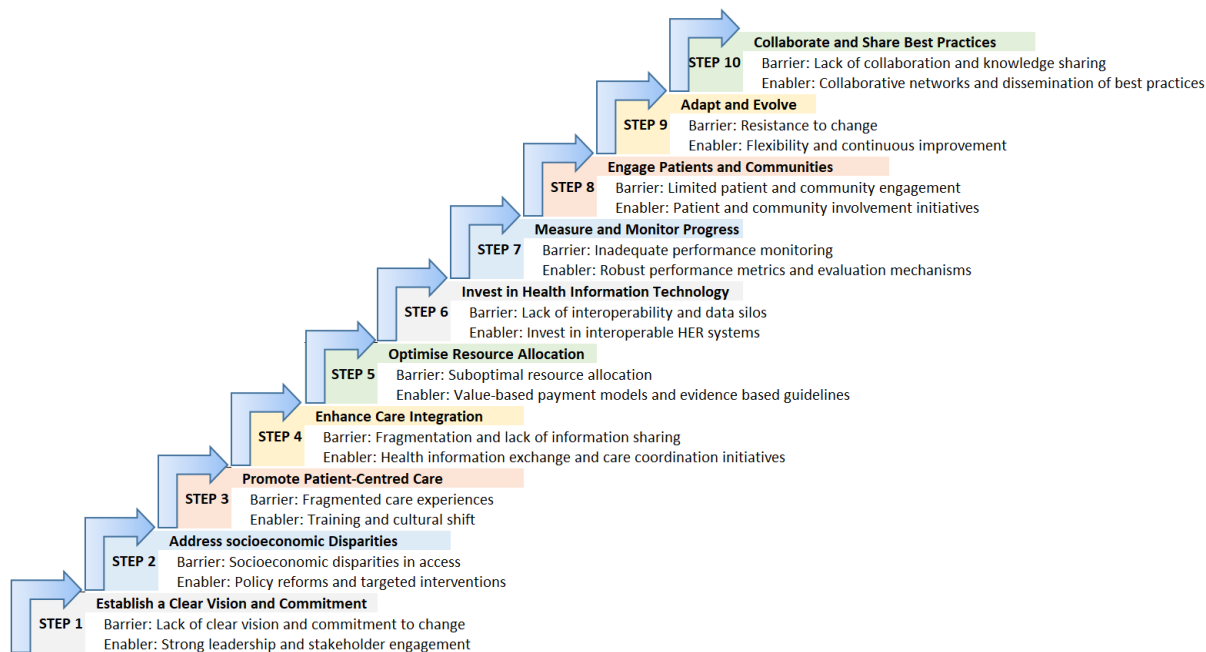 Collaborate and Share Best Practices
STEP 10
Barrier: Lack of collaboration and knowledge sharing
Enabler: Collaborative networks and dissemination of best practices
Adapt and Evolve
STEP 9
Barrier: Resistance to change
Enabler: Flexibility and continuous improvement
Engage Patients and Communities
STEP 8
Barrier: Limited patient and community engagement
Enabler: Patient and community involvement initiatives
Measure and Monitor Progress
STEP 7
Barrier: Inadequate performance monitoring
Enabler: Robust performance metrics and evaluation mechanisms
Invest in Health Information Technology
STEP 6
Barrier: Lack of interoperability and data silos
Enabler: Invest in interoperable HER systems
Optimise Resource Allocation
STEP 5
Barrier: Suboptimal resource allocation
Enabler: Value-based payment models and evidence based guidelines
Enhance Care Integration
STEP 4
Barrier: Fragmentation and lack of information sharing
Enabler: Health information exchange and care coordination initiatives
Promote Patient-Centred Care
STEP 3
Barrier: Fragmented care experiences
Enabler: Training and cultural shift
Address socioeconomic Disparities
STEP 2
Barrier: Socioeconomic disparities in access
Enabler: Policy reforms and targeted interventions
Establish a Clear Vision and Commitment
STEP 1
Barrier: Lack of clear vision and commitment to change
Enabler: Strong leadership and stakeholder engagement